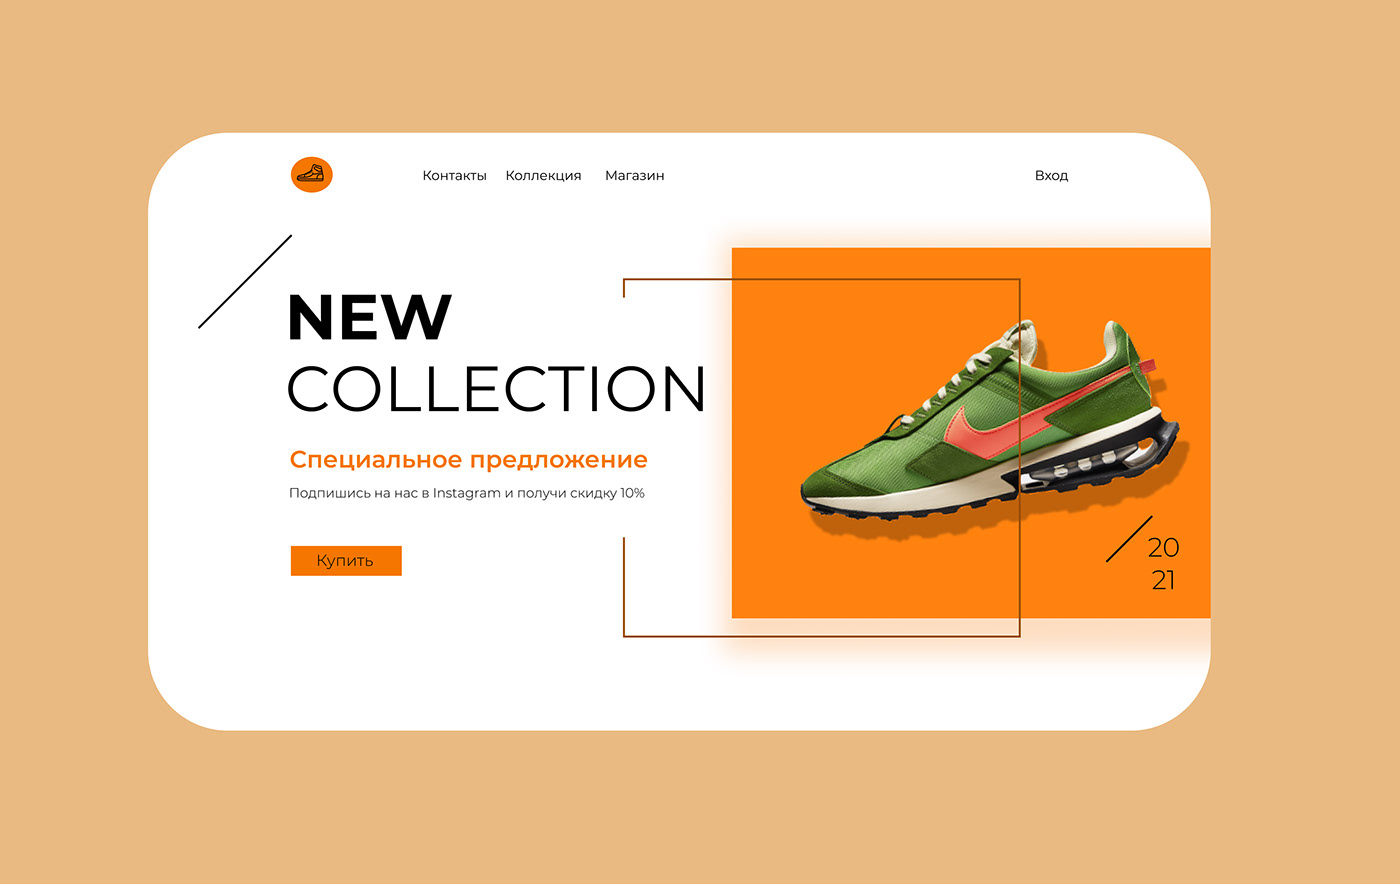 Контакты Коллекция Магазин Вход
NEW
COLLECTION
Специальное предложение
Подпишись на нас в Instagram и получи скидку 10%
Купить
20
21